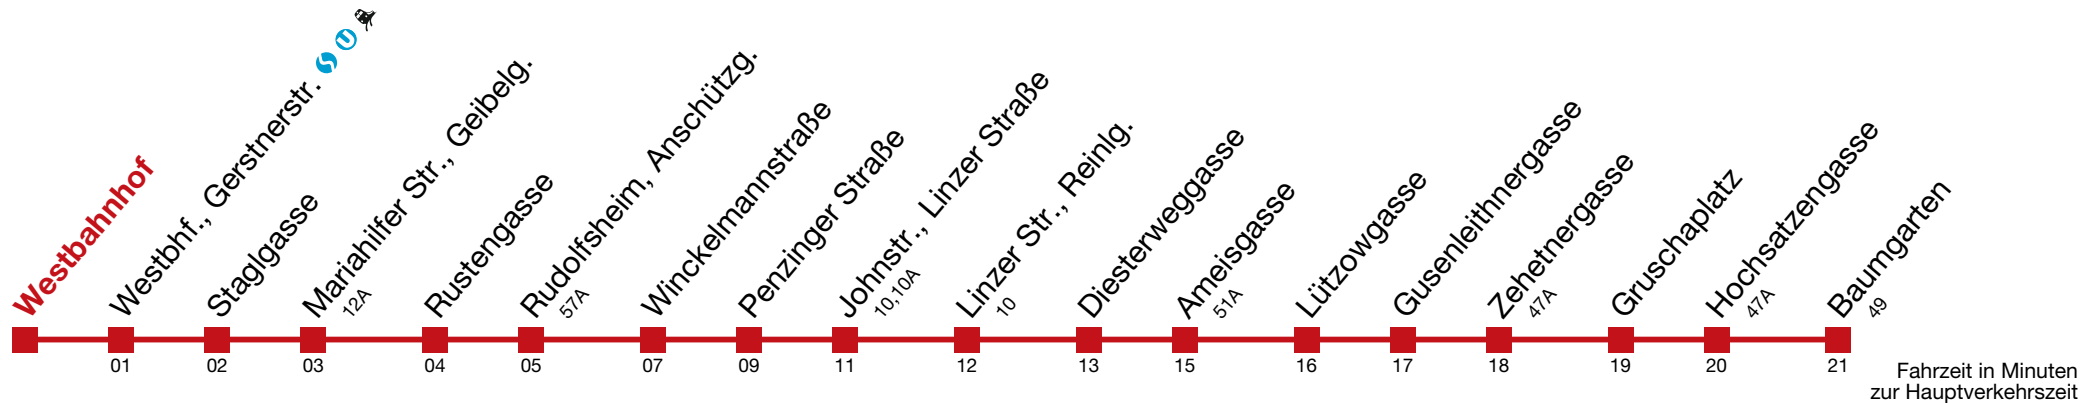 Westbahnhof
Westbhf., Gerstnerstr.
Staglgasse
Mariahilfer Str., Geibelg.
12A
Rustengasse
Rudolfsheim, Anschützg.
57A
Winckelmannstraße
Penzinger Straße
Johnstr., Linzer Straße
10,10A
Linzer Str., Reinlg.
10
Diesterweggasse
Ameisgasse
51A
Lützowgasse
Gusenleithnergasse
Zehetnergasse
47A
Gruschaplatz
Hochsatzengasse
47A
Baumgarten
49
01 02 03 04 05 07 09 11 12 13 15 16 17 18 19 20 21
Fahrzeit in Minuten
zur Hauptverkehrszeit